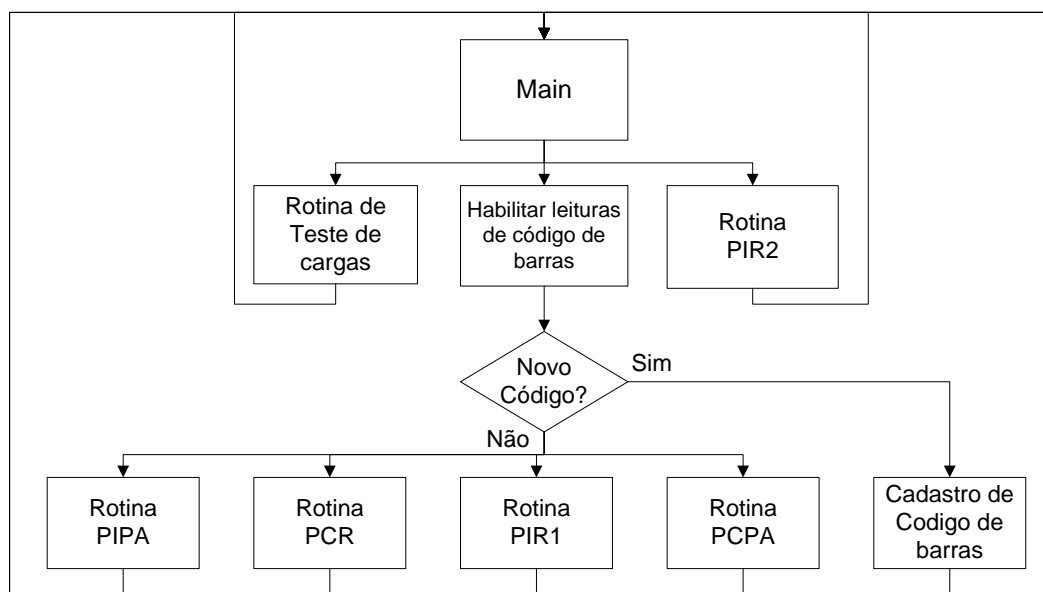 Main
Rotina de
Teste de
cargas
Habilitar leituras
de código de
barras
Rotina
PIR2
Novo
Código?
Sim
Não
Rotina
PIPA
Rotina
PCR
Rotina
PIR1
Rotina
PCPA
Cadastro de
Codigo de
barras